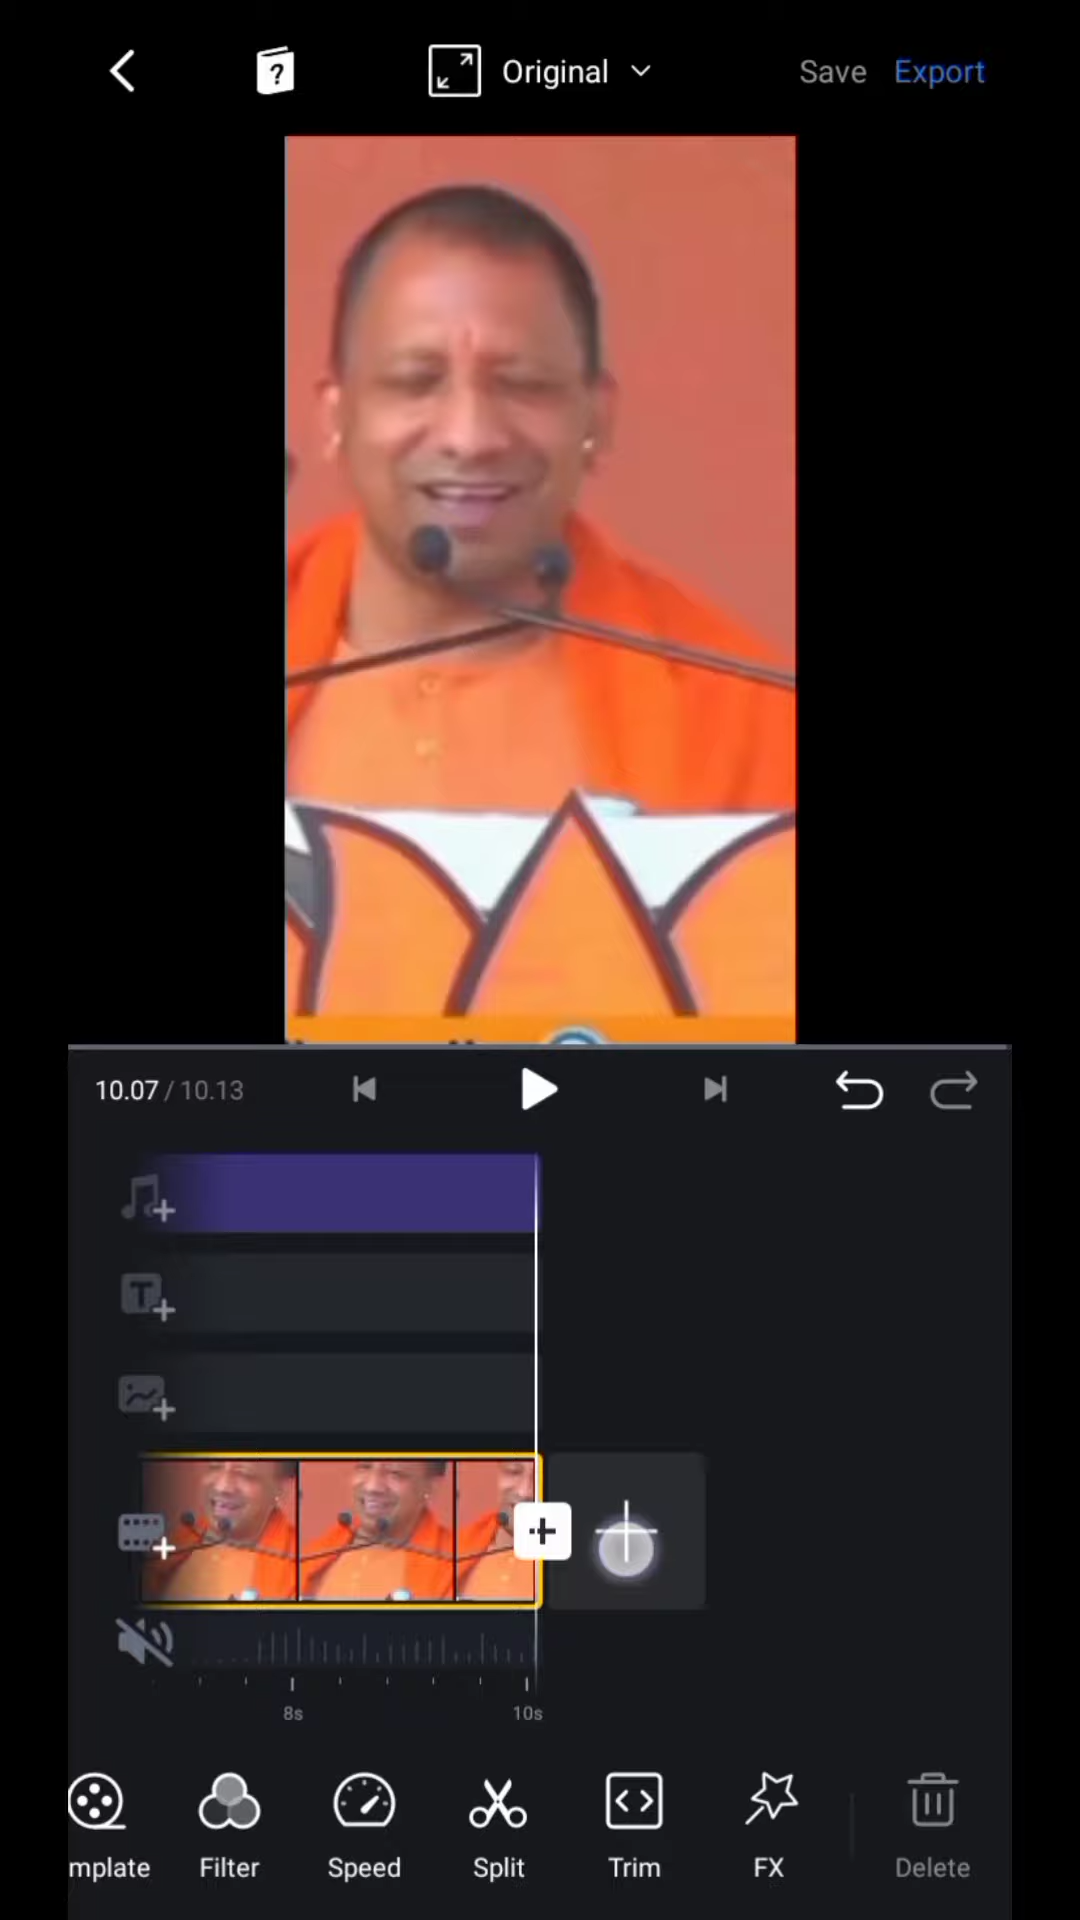 Original
Save
Export
10.07 / 10.13
8s
10s
mplate
Filter
Speed
Split
Trim
FX
Delete